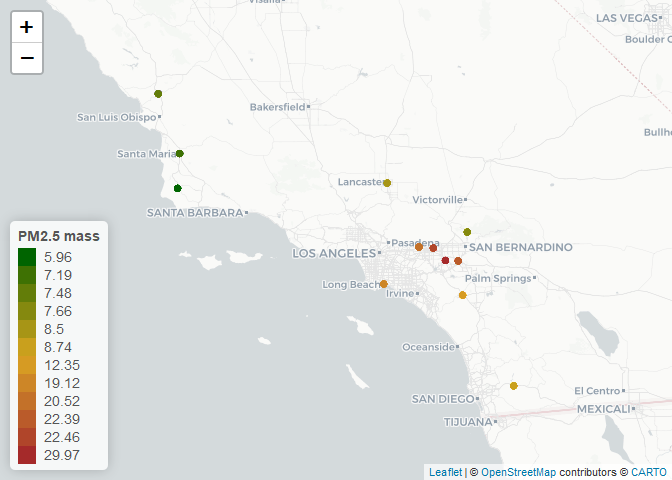 +
Visalia
LAS VEGAS
−
Boulder C
San Luis Obispo
Bakersfield
Bullh
Santa Maria
Lancaster
Victorville
SANTA BARBARA
Pasadena
SAN BERNARDINO
LOS ANGELES
Palm Springs
Long Beach
Irvine
Oceanside
El Centro
SAN DIEGO
MEXICALI
TIJUANA
PM2.5 mass
5.96
7.19
7.48
7.66
8.5
8.74
12.35
19.12
20.52
22.39
22.46
29.97
Leaflet | © OpenStreetMap contributors © CARTO